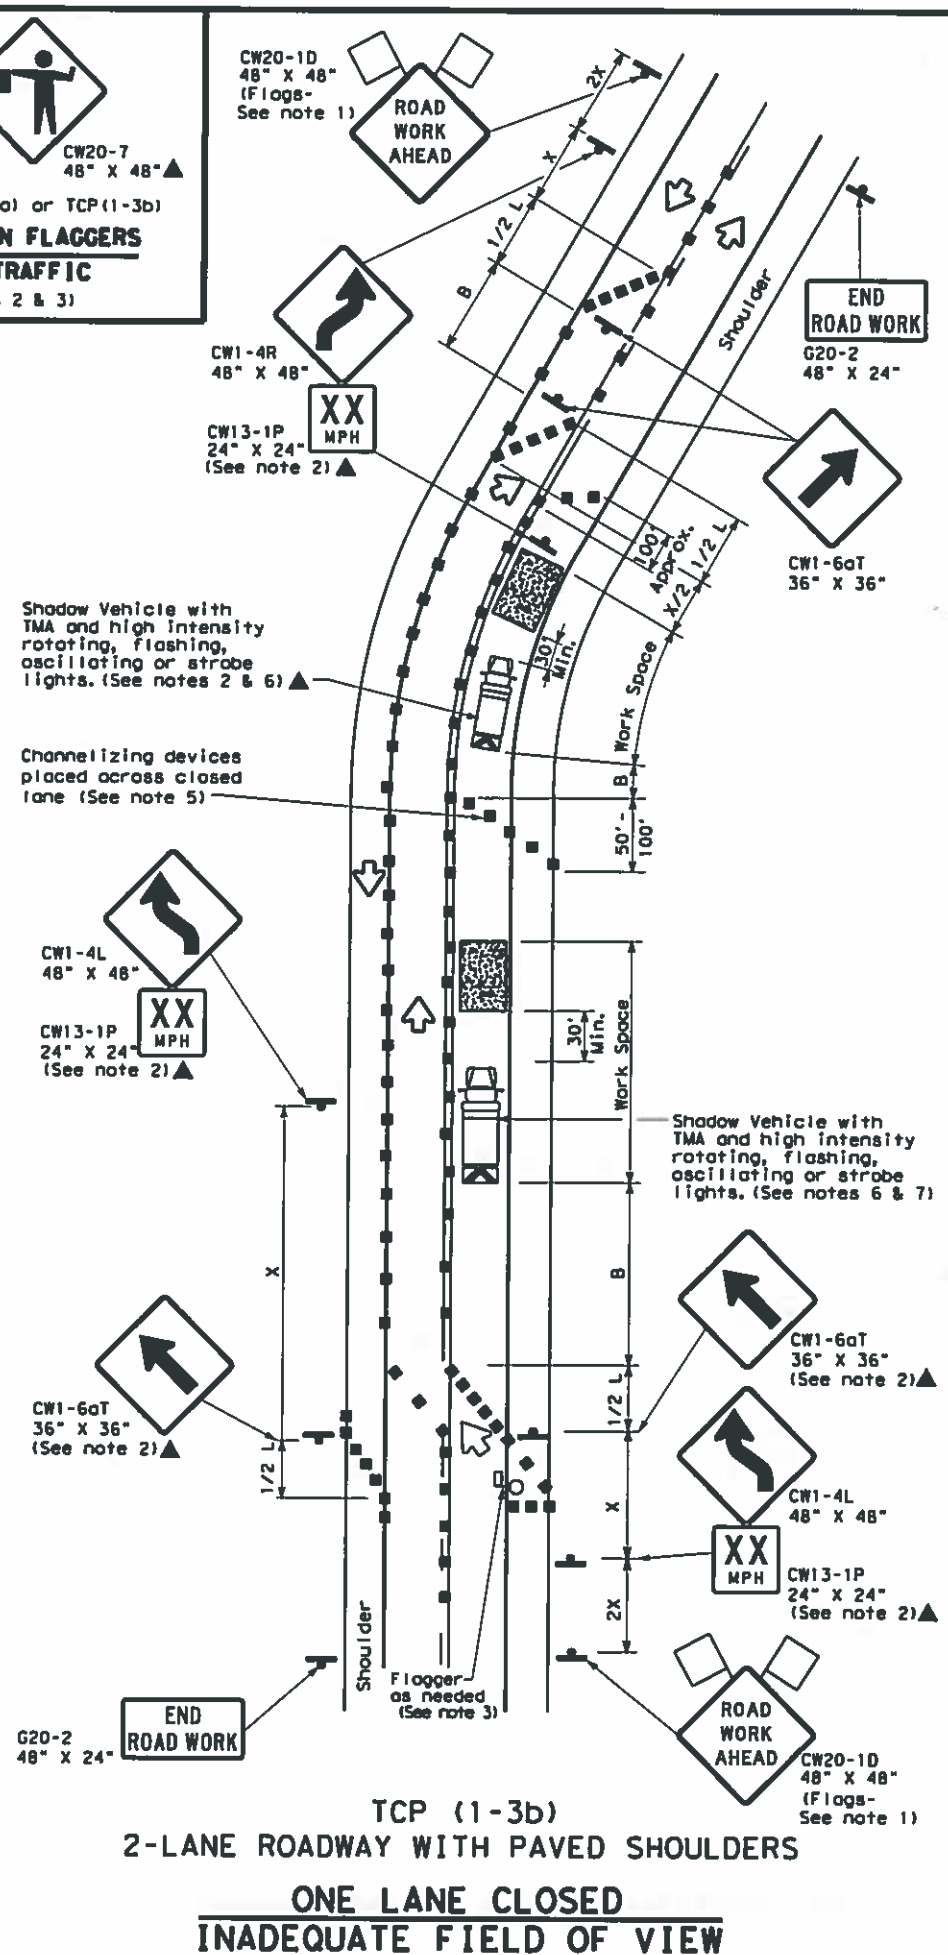 CW20-7
48" X 48"▲
a) or TCP(1-3b)
N FLAGGERS
TRAFFIC
2 & 3)
CW20-1D
48" X 48"
(Flags-
See note 1)
ROAD
WORK
AHEAD
2X
X
1/2 L
B
CW1-4R
48" X 48"
XX
MPH
CW13-1P
24" X 24"
(See note 2)▲
Shoulder
END
ROAD WORK
G20-2
48" X 24"
CW1-6aT
36" X 36"
100'
Approx.
1/2 L
X/2
Work Space
30'
Min.
B
50'-
100'
Shadow Vehicle with
TMA and high intensity
rotating, flashing,
oscillating or strobe
lights. (See notes 2 & 6)▲
Channelizing devices
placed across closed
lane (See note 5)
CW1-4L
48" X 48"
XX
MPH
CW13-1P
24" X 24"
(See note 2)▲
30'
Min.
Work Space
Shadow Vehicle with
TMA and high intensity
rotating, flashing,
oscillating or strobe
lights. (See notes 6 & 7)
X
B
CW1-6aT
36" X 36"
(See note 2)▲
1/2 L
CW1-6aT
36" X 36"
(See note 2)▲
1/2 L
X
CW1-4L
48" X 48"
XX
MPH
CW13-1P
24" X 24"
(See note 2)▲
2X
Shoulder
Flagger
as needed
(See note 3)
END
ROAD WORK
G20-2
48" X 24"
ROAD
WORK
AHEAD
CW20-1D
48" X 48"
(Flags-
See note 1)
TCP (1-3b)
2-LANE ROADWAY WITH PAVED SHOULDERS
ONE LANE CLOSED
INADEQUATE FIELD OF VIEW